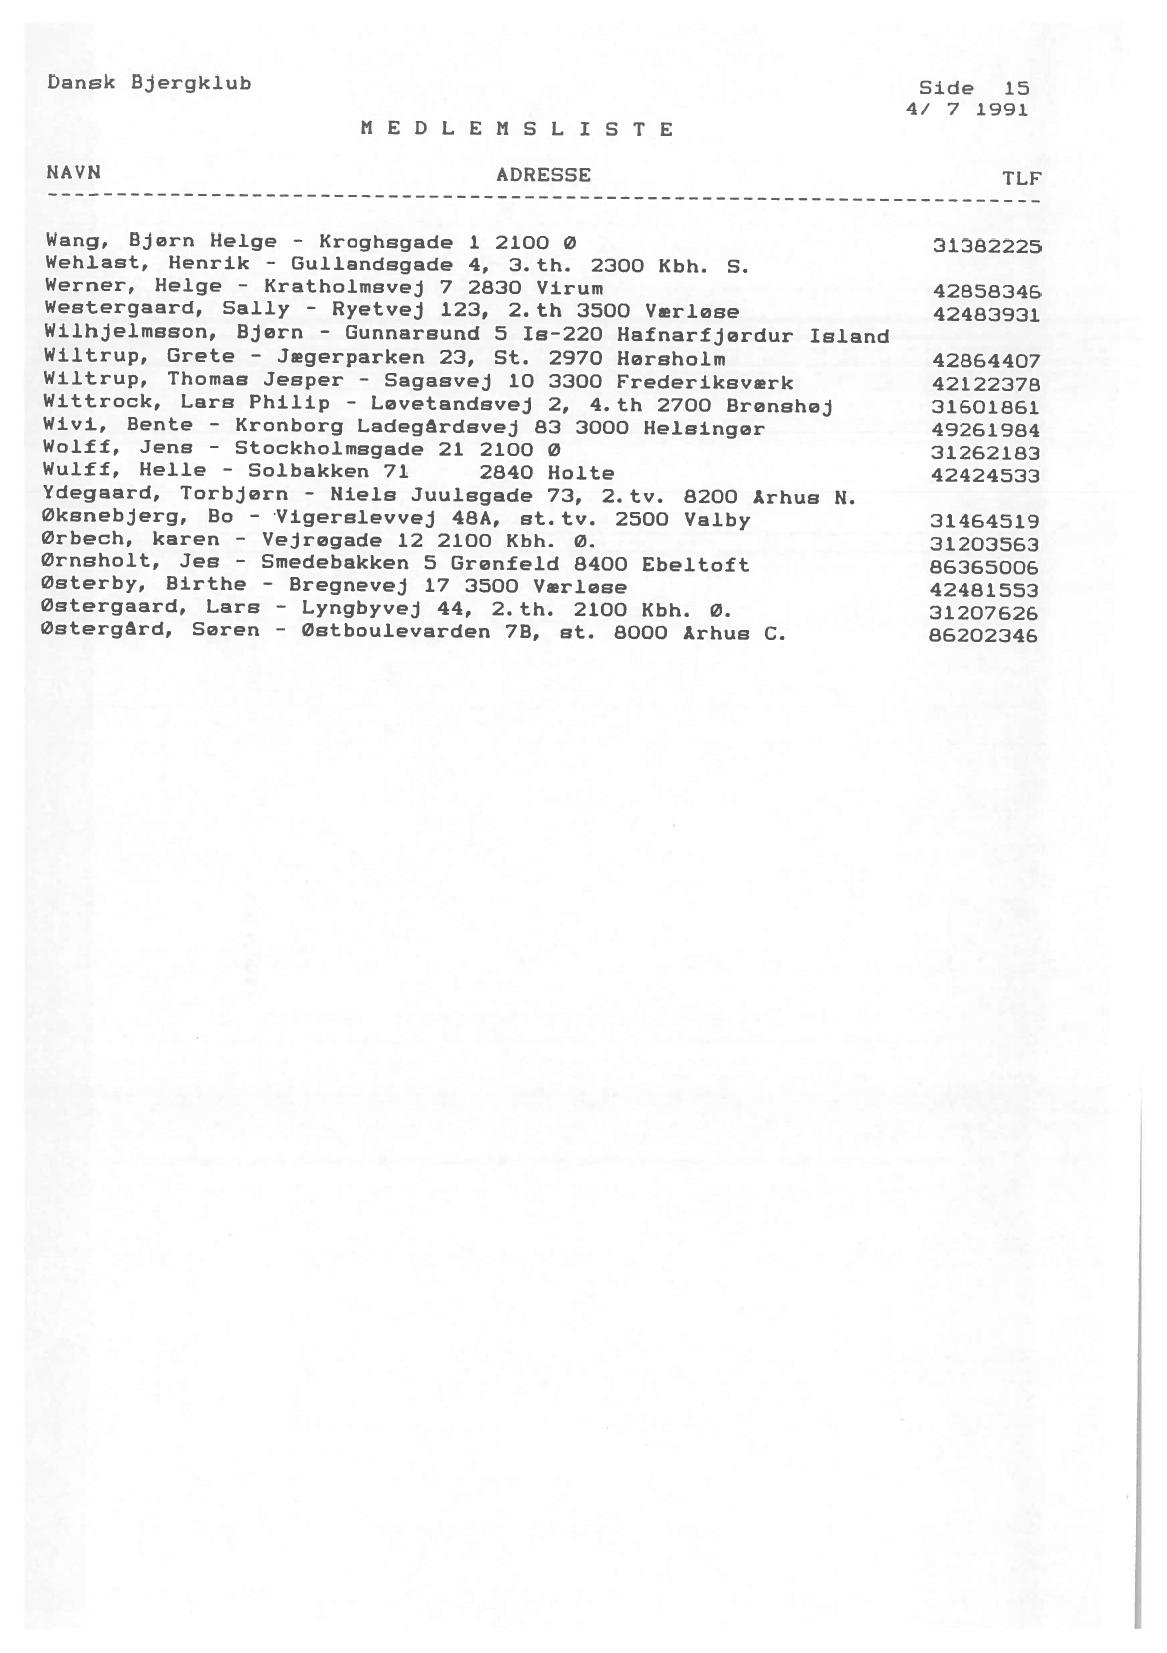 Dansk Bjergklub
Side 15
4/ 7 1991
M E D L E M S L I S T E
NAVN ADRESSE TLF
Wang, Bjørn Helge - Kroghsgade 1 2100 Ø 31382225
Wehlast, Henrik - Gullandsgade 4, 3.th. 2300 Kbh. S.
Werner, Helge - Kratholmsvej 7 2830 Virum 42858346
Westergaard, Sally - Ryetvej 123, 2.th 3500 Værløse 42483931
Wilhjelmsson, Bjørn - Gunnarsund 5 Is-220 Hafnarfjørdur Island
Wiltrup, Grete - Jægerparken 23, St. 2970 Hørsholm 42864407
Wiltrup, Thomas Jesper - Sagasvej 10 3300 Frederiksværk 42122378
Wittrock, Lars Philip - Løvetandsvej 2, 4.th 2700 Brønshøj 31601861
Wivi, Bente - Kronborg Ladegårdsvej 83 3000 Helsingør 49261984
Wolff, Jens - Stockholmsgade 21 2100 Ø 31262183
Wulff, Helle - Solbakken 71 2840 Holte 42424533
Ydegaard, Torbjørn - Niels Juulsgade 73, 2.tv. 8200 Århus N.
Øksnebjerg, Bo - Vigerslevvej 48A, st.tv. 2500 Valby 31464519
Ørbech, karen - Vejrøgade 12 2100 Kbh. Ø. 31203563
Ørnsholt, Jes - Smedebakken 5 Grønfeld 8400 Ebeltoft 86365006
Østerby, Birthe - Bregnevej 17 3500 Værløse 42481553
Østergaard, Lars - Lyngbyvej 44, 2.th. 2100 Kbh. Ø. 31207626
Østergård, Søren - Østboulevarden 7B, st. 8000 Århus C. 86202346